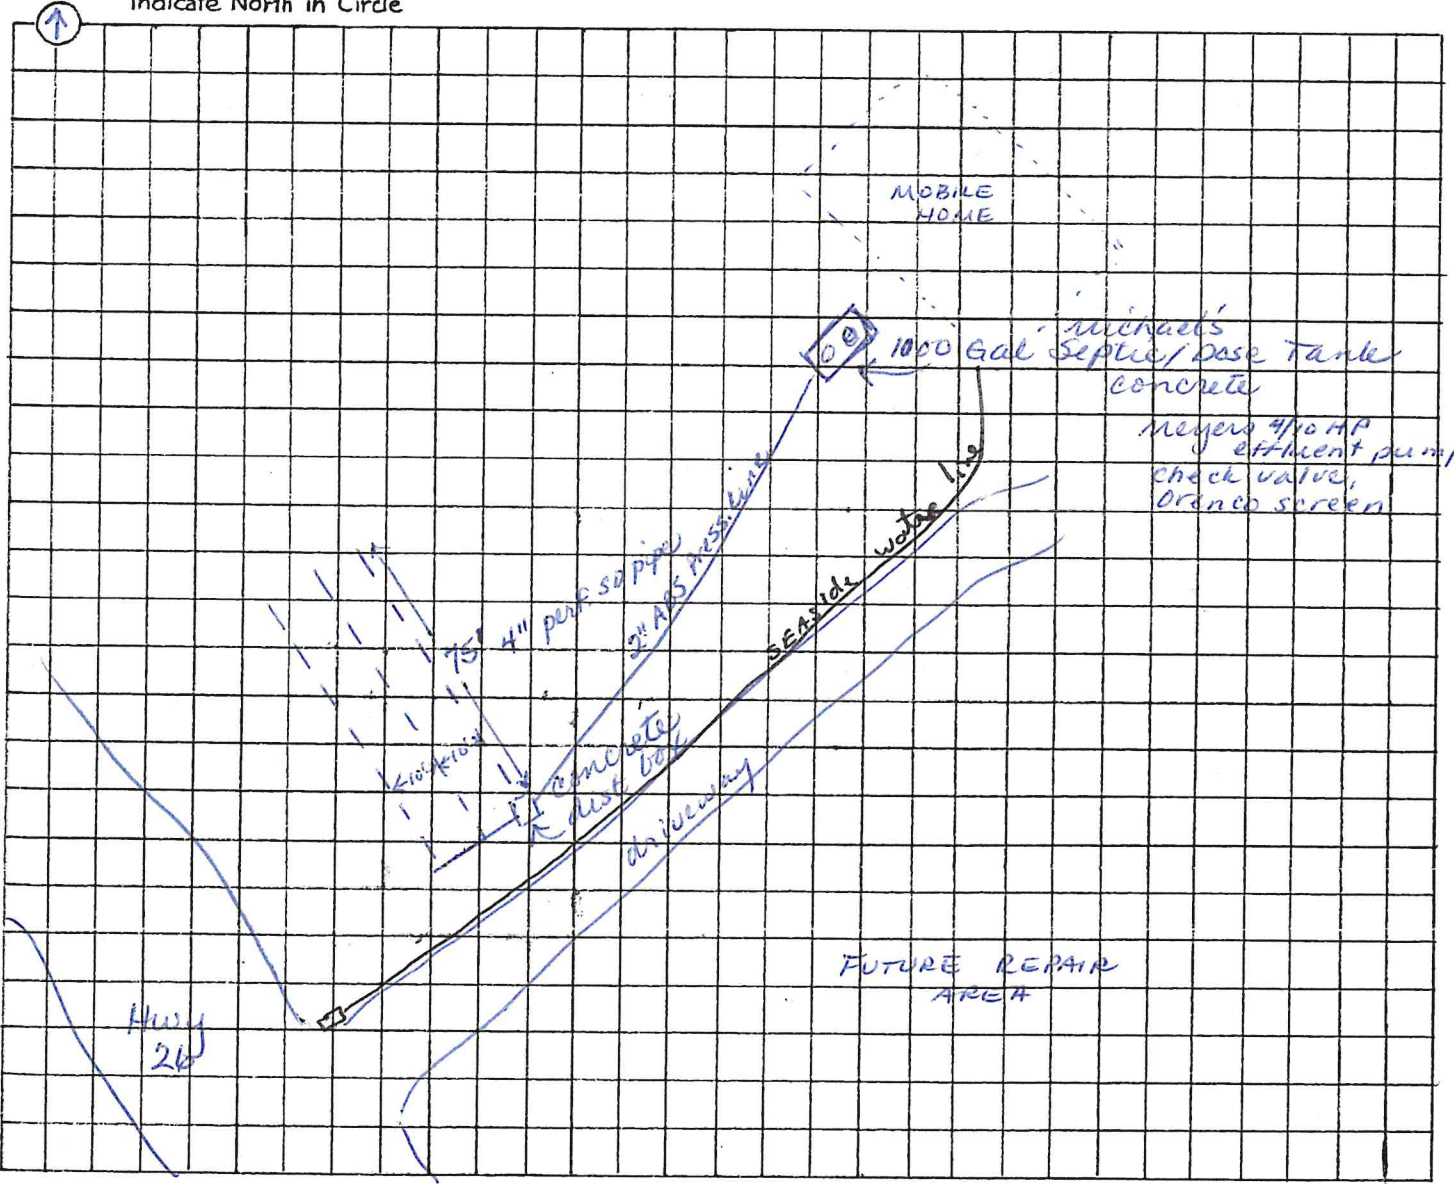 Indicate North in Circle
MOBILE
HOME
Michael's
1000 Gal Septic/Dose Tank
concrete
Meyers 4/10 HP
effluent pump
check valve,
Orenco screen
SEASIDE water line
2" ABS press. line
75' 4" perf. SD pipe
10'
10'
concrete
dist. box
driveway
FUTURE REPAIR
AREA
Hwy
26